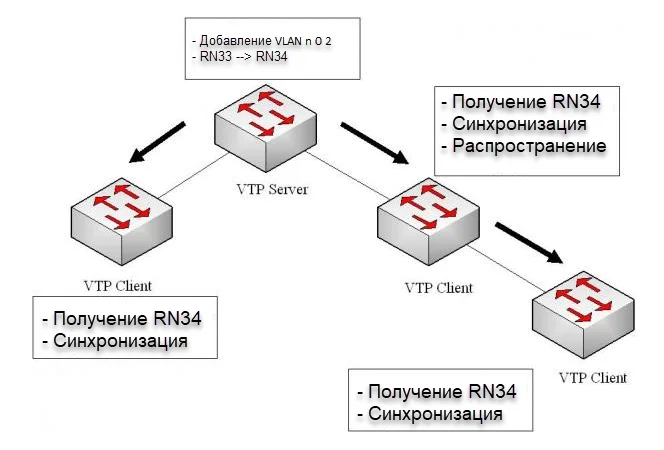 - Добавление VLAN n 0 2
- RN33 --> RN34
VTP Server
- Получение RN34
- Синхронизация
- Распространение
VTP Client
- Получение RN34
- Синхронизация
VTP Client
VTP Client
- Получение RN34
- Синхронизация